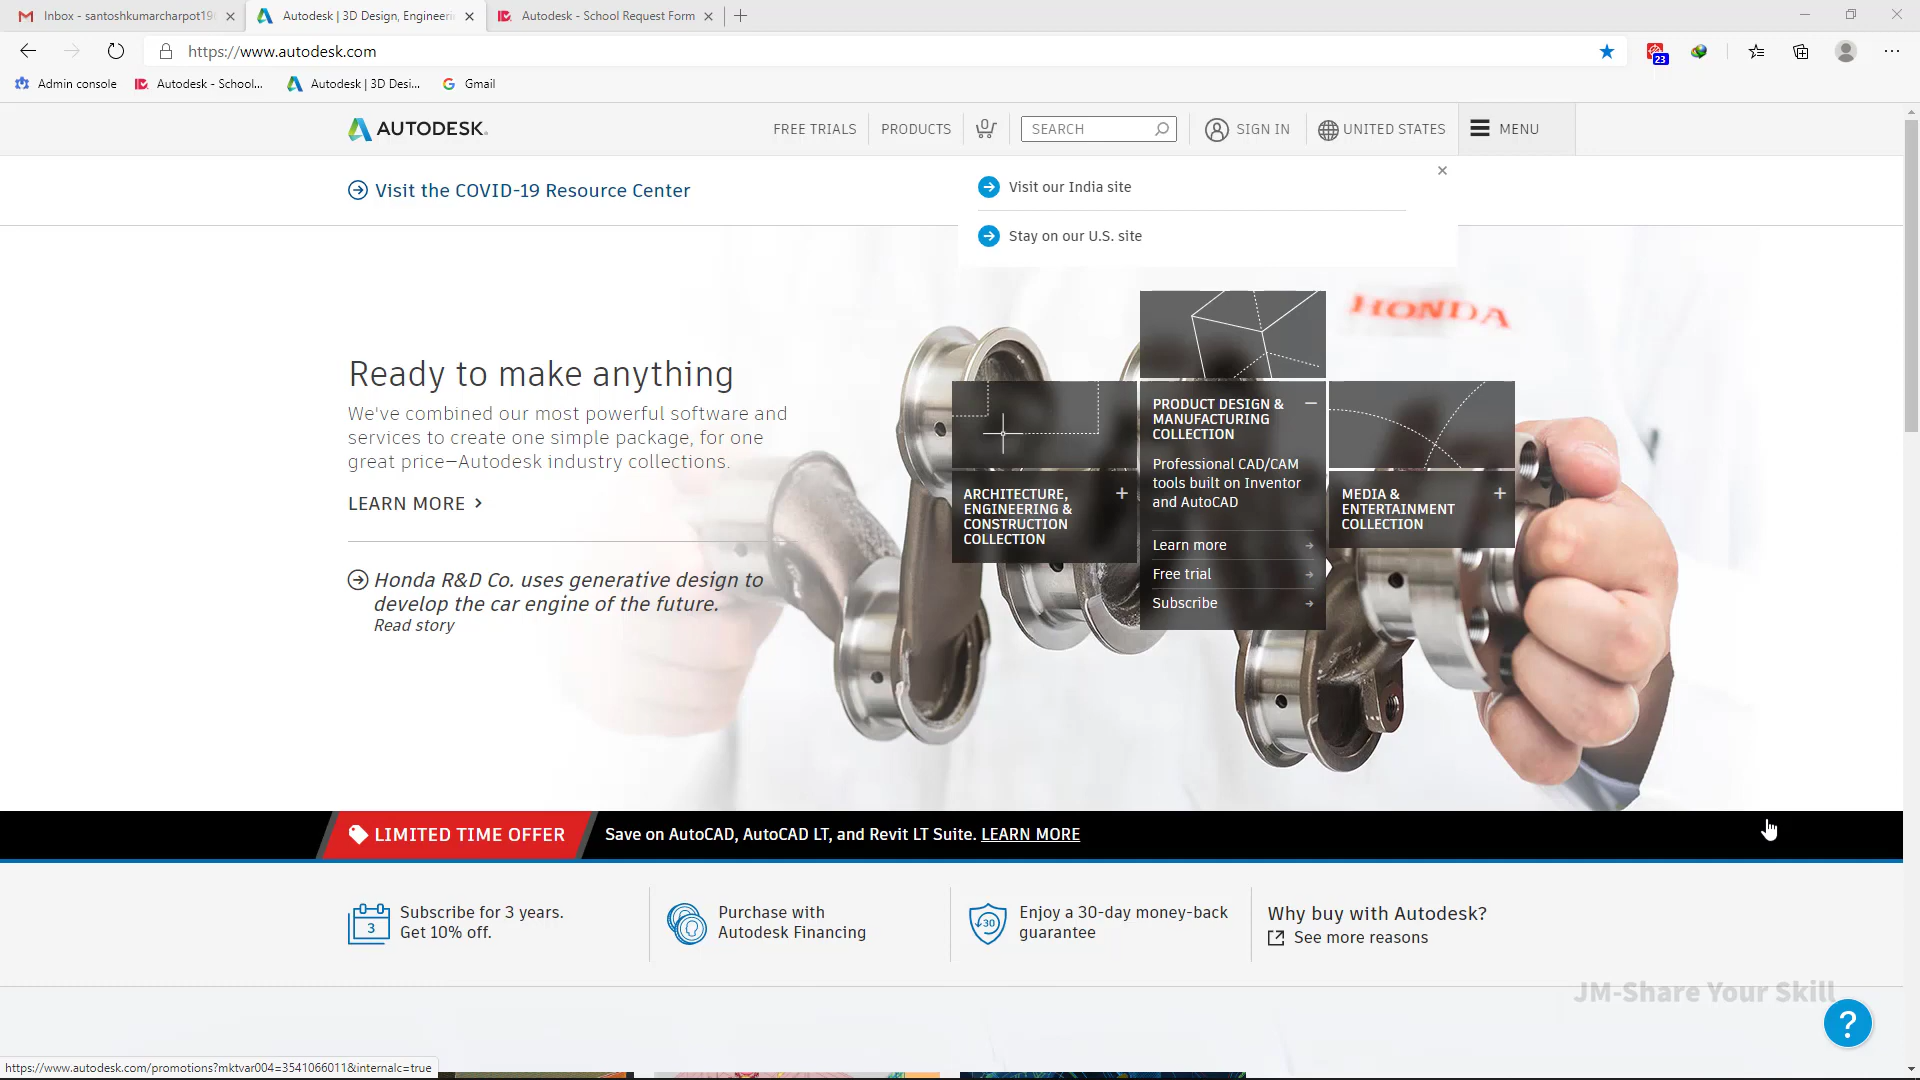 Inbox - santoshkumarcharpot19
Autodesk | 3D Design, Engineeri
Autodesk - School Request Form
https://www.autodesk.com
23
Admin console
Autodesk - School...
Autodesk | 3D Desi...
Gmail
AUTODESK.
FREE TRIALS
PRODUCTS
0
SEARCH
SIGN IN
UNITED STATES
MENU
Visit the COVID-19 Resource Center
Visit our India site
Stay on our U.S. site
HONDA
Ready to make anything
We've combined our most powerful software and
services to create one simple package, for one
great price—Autodesk industry collections.
LEARN MORE
Honda R&D Co. uses generative design to
develop the car engine of the future.
Read story
ARCHITECTURE,
ENGINEERING &
CONSTRUCTION
COLLECTION
PRODUCT DESIGN &
MANUFACTURING
COLLECTION
Professional CAD/CAM
tools built on Inventor
and AutoCAD
Learn more
Free trial
Subscribe
MEDIA &
ENTERTAINMENT
COLLECTION
LIMITED TIME OFFER
Save on AutoCAD, AutoCAD LT, and Revit LT Suite. LEARN MORE
3
Subscribe for 3 years.
Get 10% off.
Purchase with
Autodesk Financing
30
Enjoy a 30-day money-back
guarantee
Why buy with Autodesk?
See more reasons
JM-Share Your Skill
?
https://www.autodesk.com/promotions?mktvar004=3541066011&internalc=true